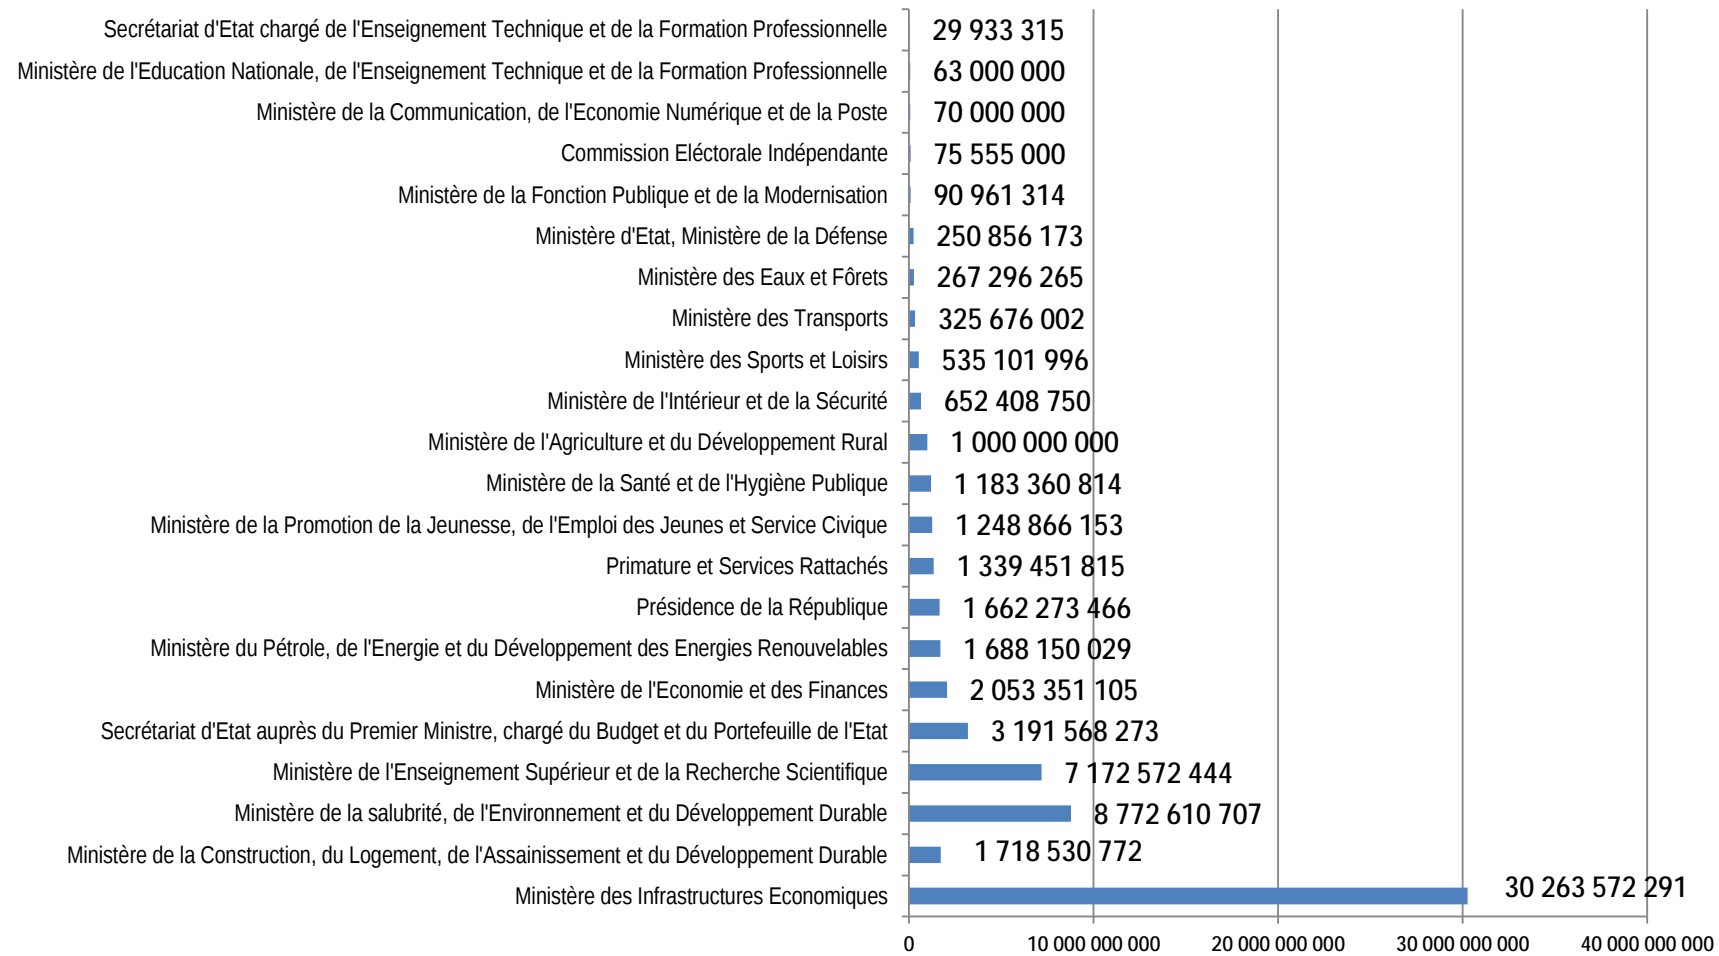 Secrétariat d'Etat chargé de l'Enseignement Technique et de la Formation Professionnelle 29 933 315
Ministère de l'Education Nationale, de l'Enseignement Technique et de la Formation Professionnelle 63 000 000
Ministère de la Communication, de l'Economie Numérique et de la Poste 70 000 000
Commission Eléctorale Indépendante 75 555 000
Ministère de la Fonction Publique et de la Modernisation 90 961 314
Ministère d'Etat, Ministère de la Défense 250 856 173
Ministère des Eaux et Fôrets 267 296 265
Ministère des Transports 325 676 002
Ministère des Sports et Loisirs 535 101 996
Ministère de l'Intérieur et de la Sécurité 652 408 750
Ministère de l'Agriculture et du Développement Rural 1 000 000 000
Ministère de la Santé et de l'Hygiène Publique 1 183 360 814
Ministère de la Promotion de la Jeunesse, de l'Emploi des Jeunes et Service Civique 1 248 866 153
Primature et Services Rattachés 1 339 451 815
Présidence de la République 1 662 273 466
Ministère du Pétrole, de l'Energie et du Développement des Energies Renouvelables 1 688 150 029
Ministère de l'Economie et des Finances 2 053 351 105
Secrétariat d'Etat auprès du Premier Ministre, chargé du Budget et du Portefeuille de l'Etat 3 191 568 273
Ministère de l'Enseignement Supérieur et de la Recherche Scientifique 7 172 572 444
Ministère de la salubrité, de l'Environnement et du Développement Durable 8 772 610 707
Ministère de la Construction, du Logement, de l'Assainissement et du Développement Durable 1 718 530 772
Ministère des Infrastructures Economiques 30 263 572 291
0 10 000 000 000 20 000 000 000 30 000 000 000 40 000 000 000